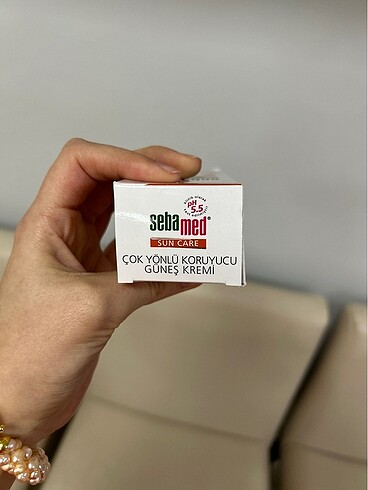 pH
5.5
sebamed®
SUN CARE
ÇOK YÖNLÜ KORUYUCU
GÜNEŞ KREMİ